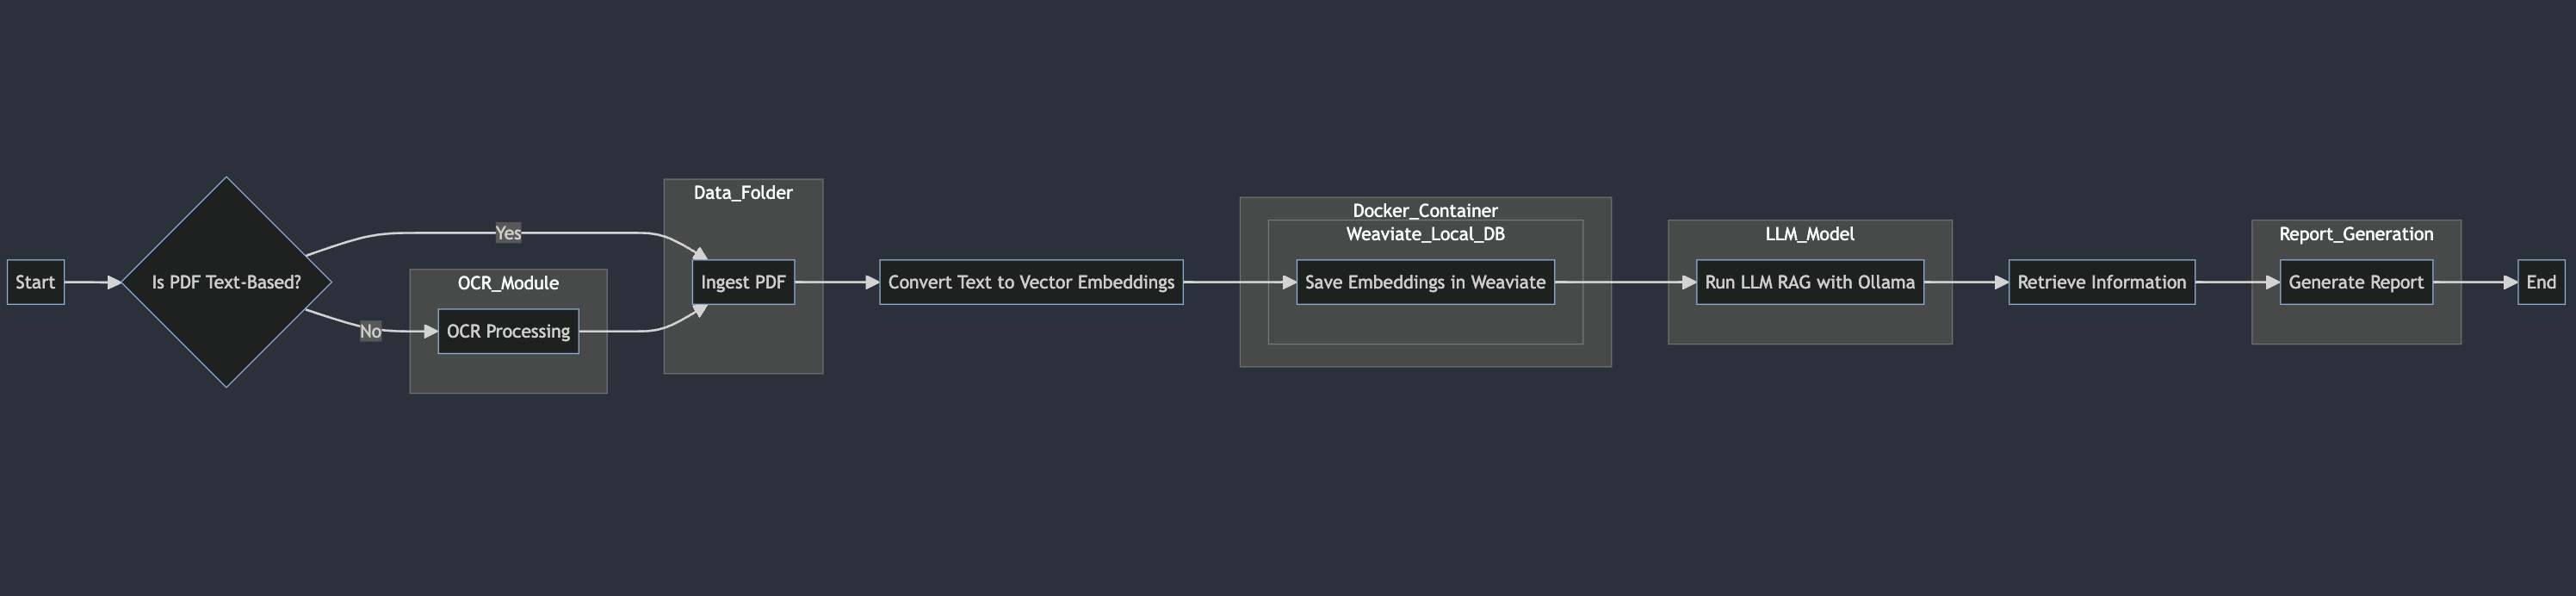 Start
Is PDF Text-Based?
Yes
No
OCR_Module
OCR Processing
Data_Folder
Ingest PDF
Convert Text to Vector Embeddings
Docker_Container
Weaviate_Local_DB
Save Embeddings in Weaviate
LLM_Model
Run LLM RAG with Ollama
Retrieve Information
Report_Generation
Generate Report
End